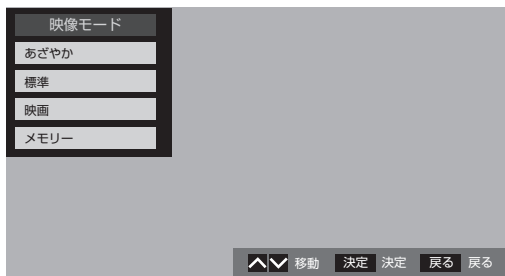 映像モード
あざやか
標準
映画
メモリー
移動 決定 決定 戻る 戻る